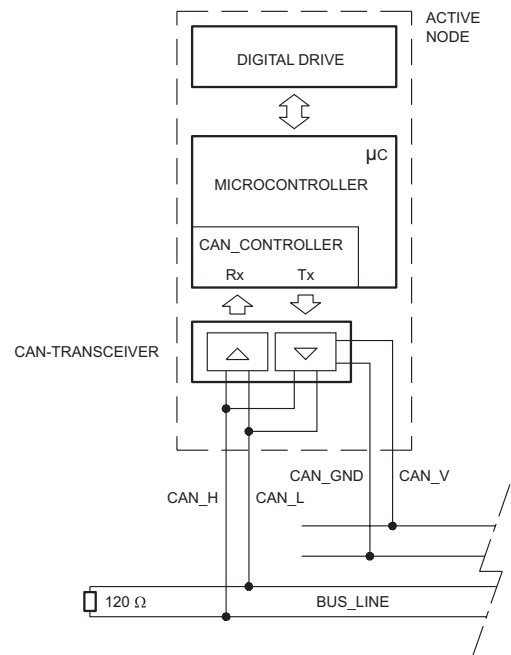 ACTIVE
NODE
DIGITAL DRIVE
µC
MICROCONTROLLER
CAN_CONTROLLER
Rx Tx
CAN-TRANSCEIVER
CAN_GND CAN_V
CAN_H CAN_L
120 Ω BUS_LINE